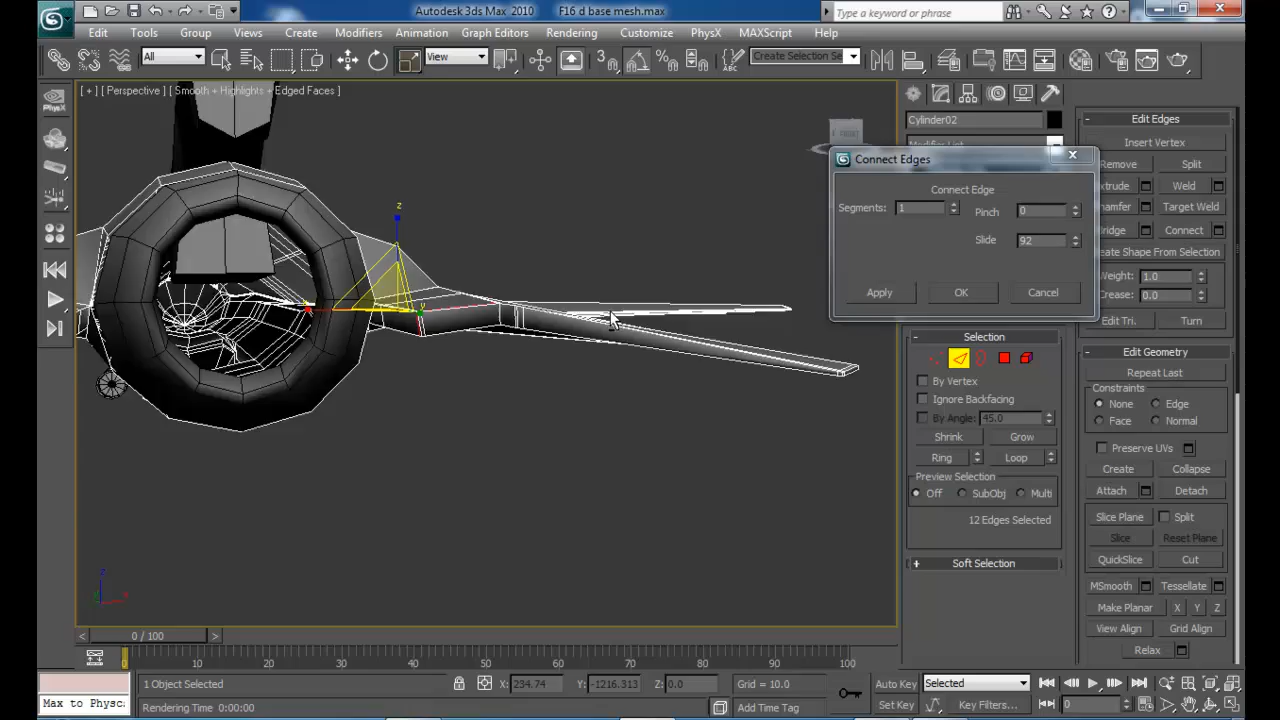 Autodesk 3ds Max 2010 F16 d base mesh.max
Type a keyword or phrase
Edit Tools Group Views Create Modifiers Animation Graph Editors Rendering Customize PhysX MAXScript Help
All View 3 Create Selection Se
[ + ] [ Perspective ] [ Smooth + Highlights + Edged Faces ]
PhysX
Cylinder02
Modifier List
Connect Edges
Connect Edge
Segments: 1
Pinch 0
Slide 92
Apply OK Cancel
Edit Edges
Insert Vertex
Remove Split
Extrude Weld
Chamfer Target Weld
Bridge Connect
Create Shape From Selection
Weight: 1.0
Crease: 0.0
Edit Tri. Turn
Selection
By Vertex
Ignore Backfacing
By Angle: 45.0
Shrink Grow
Ring Loop
Preview Selection
Off SubObj Multi
12 Edges Selected
Soft Selection
Edit Geometry
Repeat Last
Constraints
None Edge
Face Normal
Preserve UVs
Create Collapse
Attach Detach
Slice Plane Split
Slice Reset Plane
QuickSlice Cut
MSmooth Tessellate
Make Planar X Y Z
View Align Grid Align
Relax
z
y
z
x
< 0 / 100 >
0 10 20 30 40 50 60 70 80 90 100
1 Object Selected X: 234.74 Y: -1216.313 Z: 0.0 Grid = 10.0 Auto Key Selected
Max to Physc: Rendering Time 0:00:00 Add Time Tag Set Key Key Filters... 0